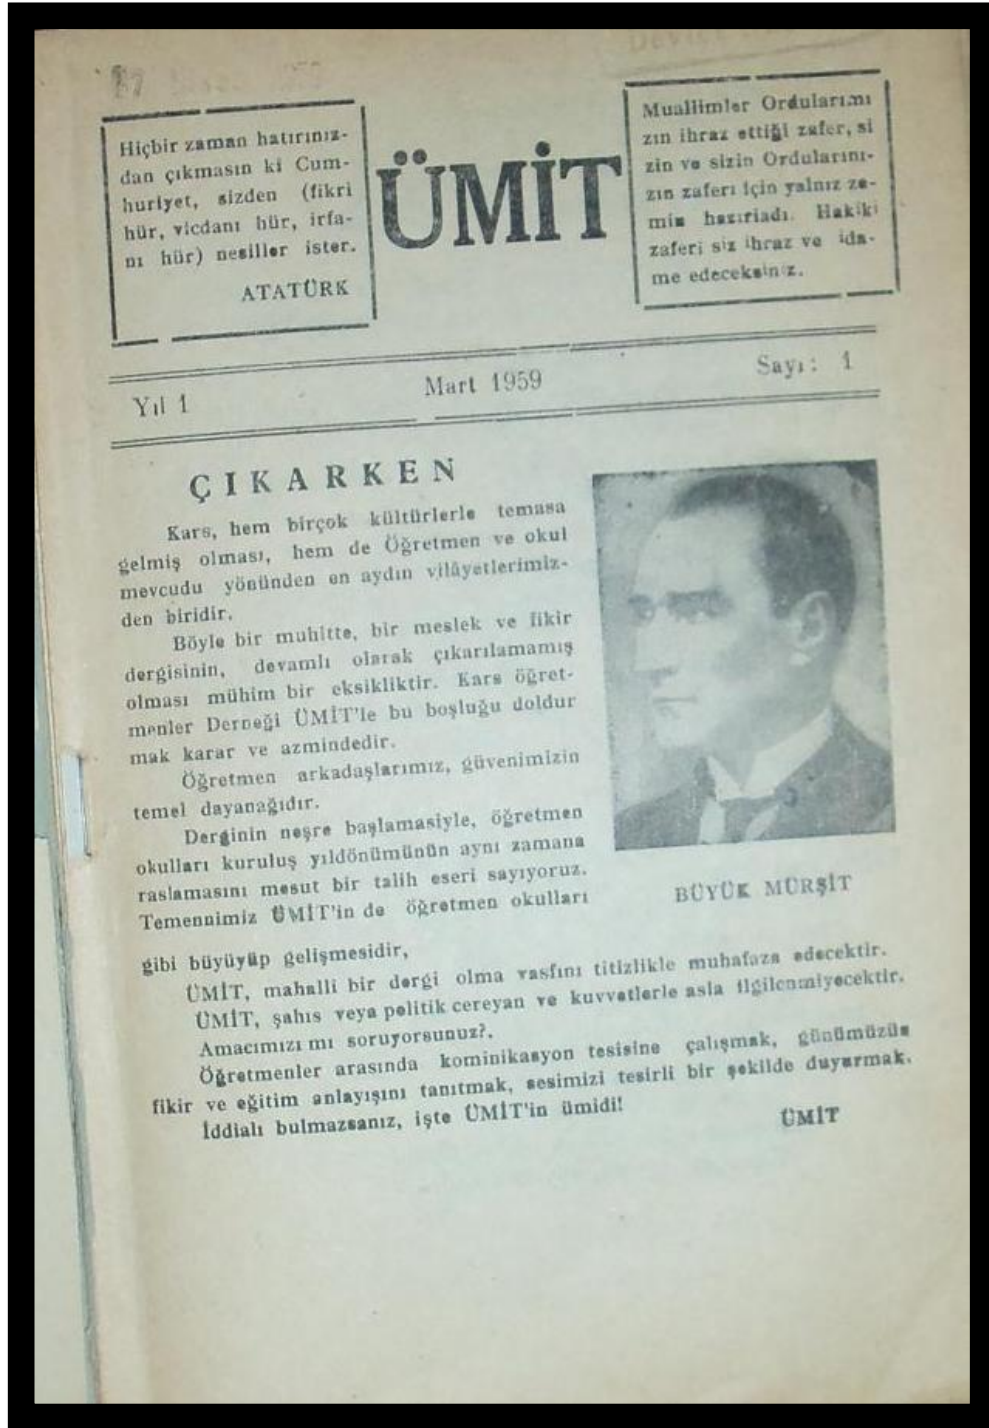 Hiçbir zaman hatırınız-
dan çıkmasın ki Cum-
huriyet, sizden (fikri
hür, vicdanı hür, irfa-
nı hür) nesiller ister.
ATATÜRK
ÜMİT
Muallimler Ordularımı
zın ihraz ettiği zafer, si
zin ve sizin Ordularını-
zın zaferi için yalnız ze-
min hazırladı. Hakiki
zaferi siz ihraz ve ida-
me edeceksiniz.
Yıl 1
Mart 1959
Sayı: 1
ÇIKARKEN
Kars, hem birçok kültürlerle temasa
gelmiş olması, hem de Öğretmen ve okul
mevcudu yönünden en aydın vilâyetlerimiz-
den biridir.
Böyle bir muhitte, bir meslek ve fikir
dergisinin, devamlı olarak çıkarılamamış
olması mühim bir eksikliktir. Kars öğret-
menler Derneği ÜMİT'le bu boşluğu doldur
mak karar ve azmindedir.
Öğretmen arkadaşlarımız, güvenimizin
temel dayanağıdır.
Derginin neşre başlamasiyle, öğretmen
okulları kuruluş yıldönümünün aynı zamana
raslamasını mesut bir talih eseri sayıyoruz.
Temennimiz ÜMİT'in de öğretmen okulları
gibi büyüyüp gelişmesidir,
BÜYÜK MÜRŞİT
ÜMİT, mahalli bir dergi olma vasfını titizlikle muhafaza edecektir.
ÜMİT, şahıs veya politik cereyan ve kuvvetlerle asla ilgilenmiyecektir.
Amacımızı mı soruyorsunuz?.
Öğretmenler arasında kominikasyon tesisine çalışmak, günümüzün
fikir ve eğitim anlayışını tanıtmak, sesimizi tesirli bir şekilde duyurmak.
İddialı bulmazsanız, işte ÜMİT'in ümidi!
ÜMİT